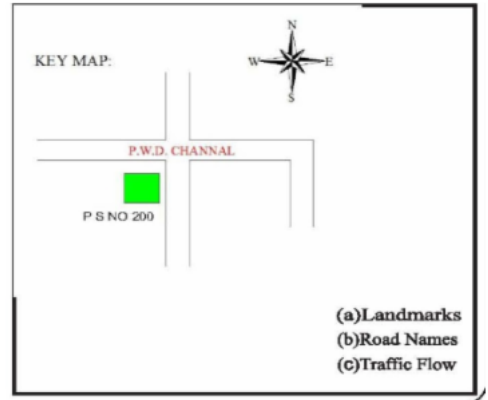 N
KEY MAP:
W
E
S
P.W.D. CHANNAL
P S NO 200
(a)Landmarks
(b)Road Names
(c)Traffic Flow